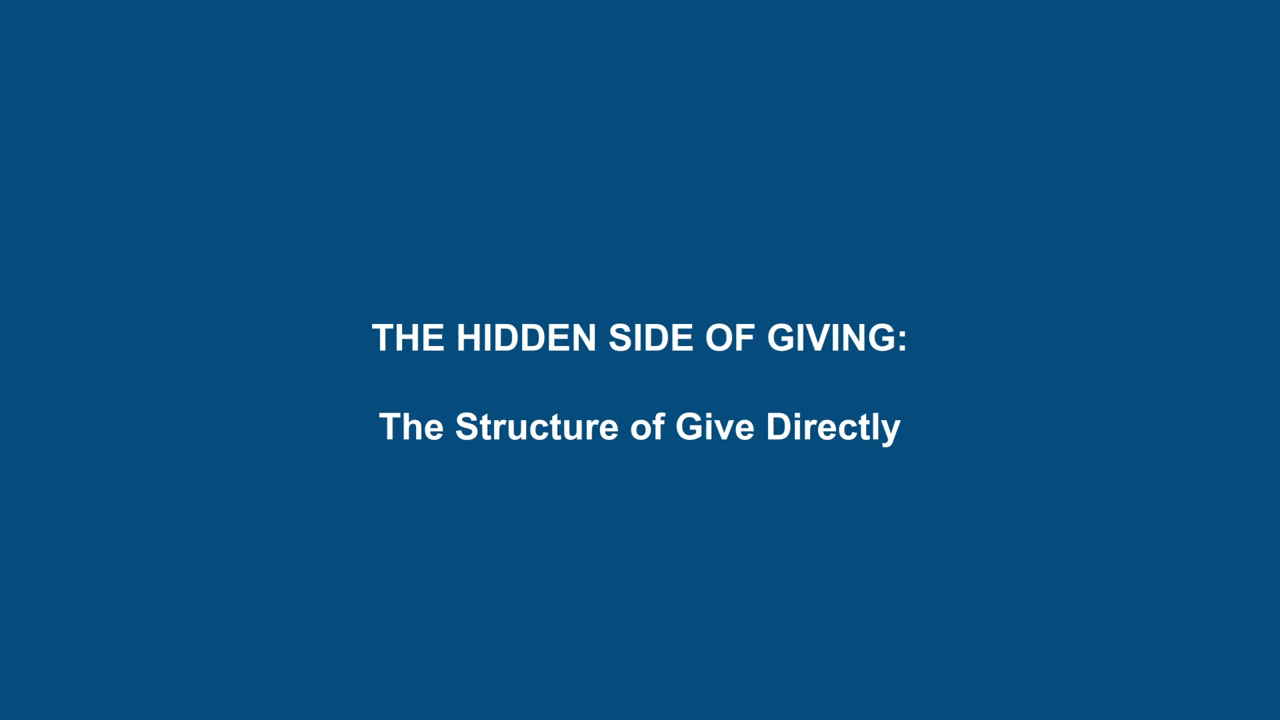 THE HIDDEN SIDE OF GIVING:
The Structure of Give Directly